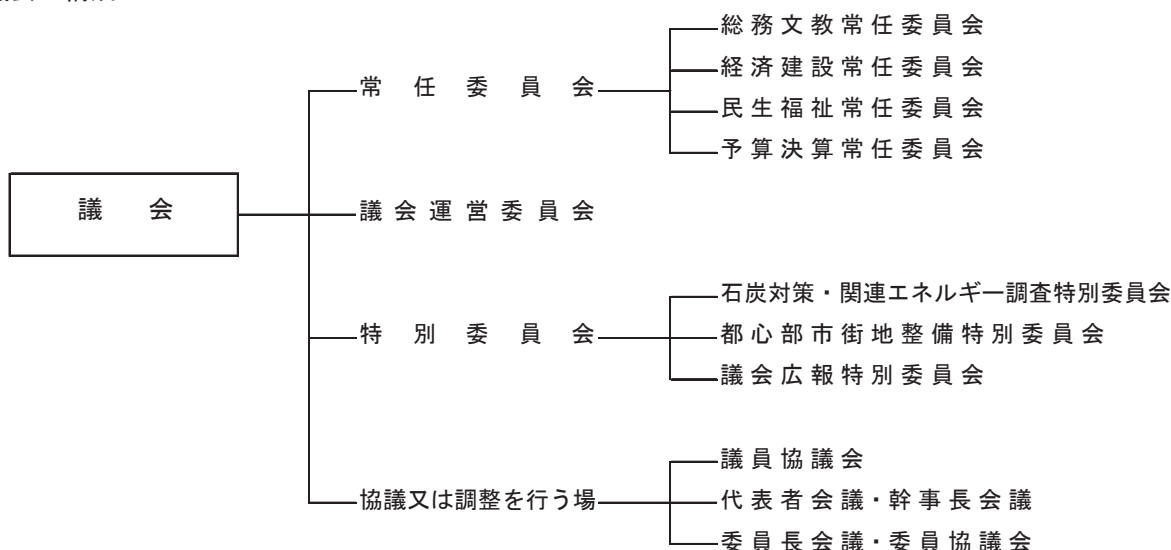 総務文教常任委員会
経済建設常任委員会
常任委員会
民生福祉常任委員会
予算決算常任委員会
議会
議会運営委員会
石炭対策・関連エネルギー調査特別委員会
特別委員会
都心部市街地整備特別委員会
議会広報特別委員会
議員協議会
協議又は調整を行う場
代表者会議・幹事長会議
委員長会議・委員協議会